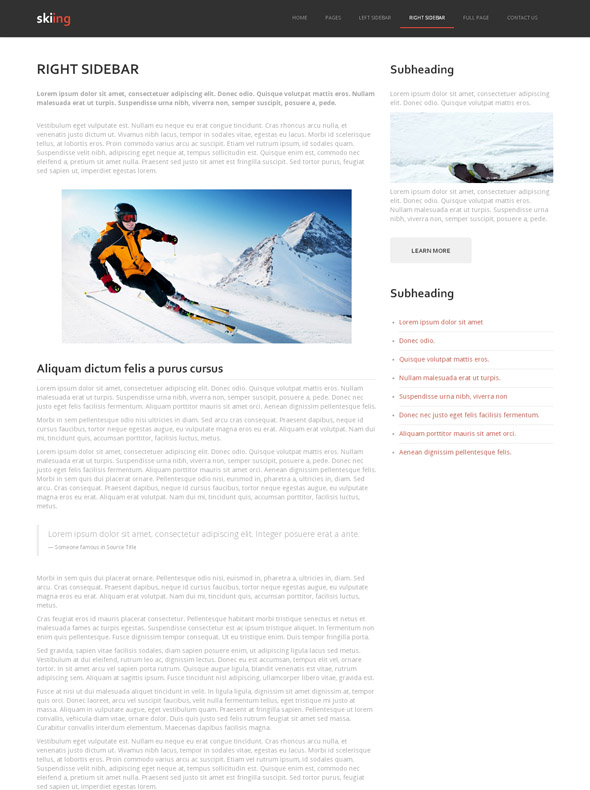 skiing
HOME PAGES LEFT SIDEBAR RIGHT SIDEBAR FULL PAGE CONTACT US
RIGHT SIDEBAR
Lorem ipsum dolor sit amet, consectetuer adipiscing elit. Donec odio. Quisque volutpat mattis eros. Nullam
malesuada erat ut turpis. Suspendisse urna nibh, viverra non, semper suscipit, posuere a, pede.
Vestibulum eget vulputate est. Nullam eu neque eu erat congue tincidunt. Cras rhoncus arcu nulla, et
venenatis justo dictum ut. Vivamus nibh lacus, tempor in sodales vitae, egestas eu lacus. Morbi id scelerisque
tellus, at lobortis eros. Proin commodo varius arcu ac suscipit. Etiam vel rutrum ipsum, id sodales quam.
Suspendisse velit nibh, adipiscing eget neque at, tempus sollicitudin est. Quisque enim est, commodo nec
eleifend a, pretium sit amet nulla. Praesent sed justo sit amet est fringilla suscipit. Sed tortor purus, feugiat
sed sapien ut, imperdiet egestas lorem.
Aliquam dictum felis a purus cursus
Lorem ipsum dolor sit amet, consectetuer adipiscing elit. Donec odio. Quisque volutpat mattis eros. Nullam
malesuada erat ut turpis. Suspendisse urna nibh, viverra non, semper suscipit, posuere a, pede. Donec nec
justo eget felis facilisis fermentum. Aliquam porttitor mauris sit amet orci. Aenean dignissim pellentesque felis.
Morbi in sem pellentesque odio nisi ultricies in diam. Sed arcu cras consequat. Praesent dapibus, neque id
cursus faucibus, tortor neque egestas augue, eu vulputate magna eros eu erat. Aliquam erat volutpat. Nam dui
mi, tincidunt quis, accumsan porttitor, facilisis luctus, metus.
Lorem ipsum dolor sit amet, consectetuer adipiscing elit. Donec odio. Quisque volutpat mattis eros. Nullam
malesuada erat ut turpis. Suspendisse urna nibh, viverra non, semper suscipit, posuere a, pede. Donec nec
justo eget felis facilisis fermentum. Aliquam porttitor mauris sit amet orci. Aenean dignissim pellentesque felis.
Morbi in sem quis dui placerat ornare. Pellentesque odio nisi, euismod in, pharetra a, ultricies in, diam. Sed
arcu. Cras consequat. Praesent dapibus, neque id cursus faucibus, tortor neque egestas augue, eu vulputate
magna eros eu erat. Aliquam erat volutpat. Nam dui mi, tincidunt quis, accumsan porttitor, facilisis luctus,
metus.
Lorem ipsum dolor sit amet, consectetur adipiscing elit. Integer posuere erat a ante.
— Someone famous in Source Title
Morbi in sem quis dui placerat ornare. Pellentesque odio nisi, euismod in, pharetra a, ultricies in, diam. Sed
arcu. Cras consequat. Praesent dapibus, neque id cursus faucibus, tortor neque egestas augue, eu vulputate
magna eros eu erat. Aliquam erat volutpat. Nam dui mi, tincidunt quis, accumsan porttitor, facilisis luctus,
metus.
Cras feugiat eros id mauris placerat consectetur. Pellentesque habitant morbi tristique senectus et netus et
malesuada fames ac turpis egestas. Suspendisse consectetur est ac ipsum tristique aliquet. In fermentum non
enim quis pellentesque. Fusce dignissim tempor consequat. Ut eu tristique enim. Duis tempor fringilla porta.
Sed gravida, sapien vitae facilisis sodales, diam sapien posuere enim, ut adipiscing ligula lacus sed metus.
Vestibulum at dui eleifend, rutrum leo ac, dignissim lectus. Donec eu est accumsan, tempus elit vel, ornare
tortor. In sit amet arcu vel sapien porta rutrum. Quisque augue ligula, blandit venenatis est vitae, rutrum
adipiscing sem. Aliquam at sagittis ipsum. Fusce tincidunt nisl adipiscing, ullamcorper libero vitae, gravida est.
Fusce at nisi ut dui malesuada aliquet tincidunt in velit. In ligula ligula, dignissim sit amet dignissim at, tempor
quis orci. Donec laoreet, arcu vel suscipit faucibus, velit nulla fermentum tellus, eget tristique mi justo at
massa. Aliquam in vulputate augue, eget vestibulum quam. Praesent at fringilla sapien. Pellentesque ut lorem
convallis, vehicula diam vitae, ornare dolor. Duis quis justo sed felis rutrum feugiat sit amet sed massa.
Curabitur convallis interdum elementum. Maecenas dapibus facilisis magna.
Vestibulum eget vulputate est. Nullam eu neque eu erat congue tincidunt. Cras rhoncus arcu nulla, et
venenatis justo dictum ut. Vivamus nibh lacus, tempor in sodales vitae, egestas eu lacus. Morbi id scelerisque
tellus, at lobortis eros. Proin commodo varius arcu ac suscipit. Etiam vel rutrum ipsum, id sodales quam.
Suspendisse velit nibh, adipiscing eget neque at, tempus sollicitudin est. Quisque enim est, commodo nec
eleifend a, pretium sit amet nulla. Praesent sed justo sit amet est fringilla suscipit. Sed tortor purus, feugiat
sed sapien ut, imperdiet egestas lorem.
Subheading
Lorem ipsum dolor sit amet, consectetuer adipiscing
elit. Donec odio. Quisque volutpat mattis eros.
Lorem ipsum dolor sit amet, consectetuer adipiscing
elit. Donec odio. Quisque volutpat mattis eros.
Nullam malesuada erat ut turpis. Suspendisse urna
nibh, viverra non, semper suscipit, posuere a, pede.
LEARN MORE
Subheading
Lorem ipsum dolor sit amet
Donec odio.
Quisque volutpat mattis eros.
Nullam malesuada erat ut turpis.
Suspendisse urna nibh, viverra non
Donec nec justo eget felis facilisis fermentum.
Aliquam porttitor mauris sit amet orci.
Aenean dignissim pellentesque felis.